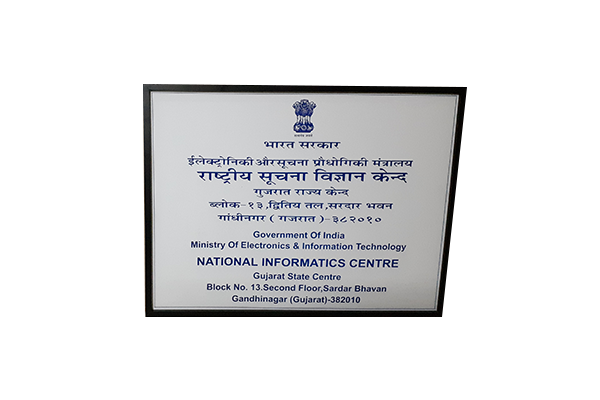 भारत सरकार
ईलेक्ट्रोनिकी औरसूचना प्रौधोगिकी मंत्रालय
राष्ट्रीय सूचना विज्ञान केन्द
गुजरात राज्य केन्द
ब्लोक-१३,द्वितिय तल,सरदार भवन
गांधीनगर ( गजरात )-३८२०१०
Government Of India
Ministry Of Electronics & Information Technology
NATIONAL INFORMATICS CENTRE
Gujarat State Centre
Block No. 13.Second Floor,Sardar Bhavan
Gandhinagar (Gujarat)-382010